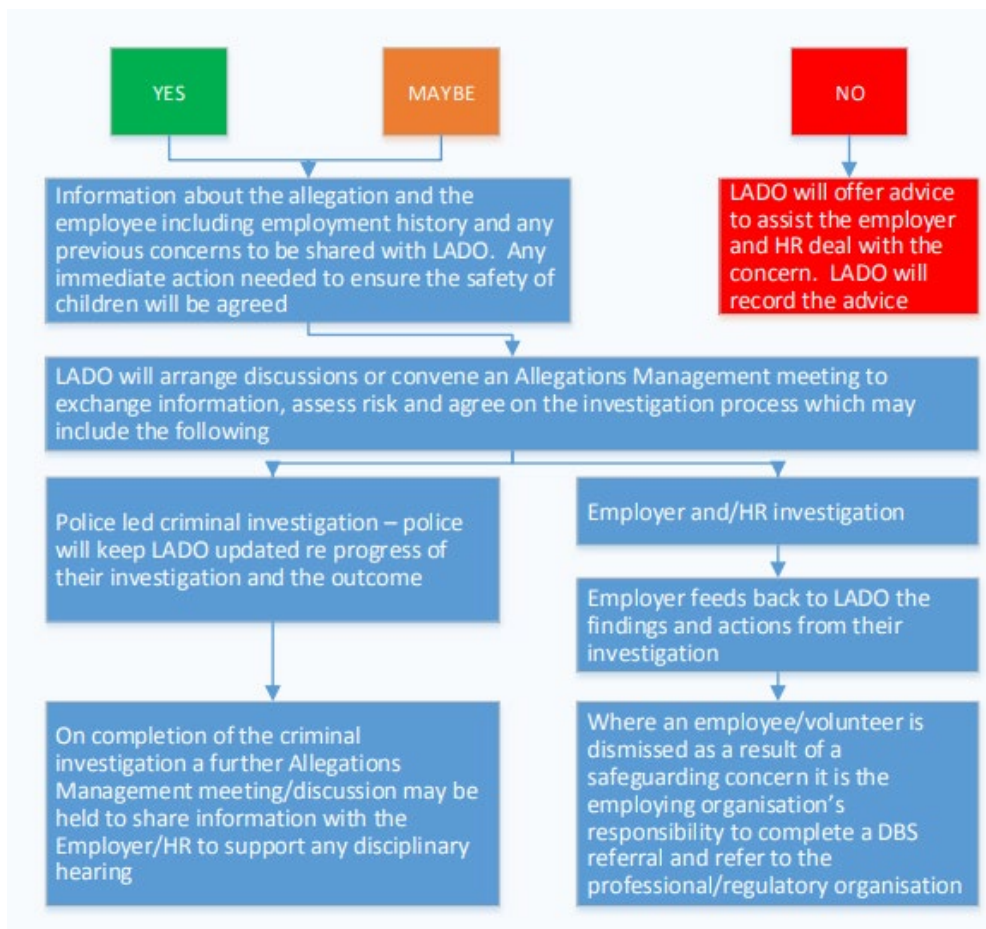 YES
MAYBE
NO
Information about the allegation and the
employee including employment history and any
previous concerns to be shared with LADO.  Any
immediate action needed to ensure the safety of
children will be agreed
LADO will offer advice
to assist the employer
and HR deal with the
concern.  LADO will
record the advice
LADO will arrange discussions or convene an Allegations Management meeting to
exchange information, assess risk and agree on the investigation process which may
include the following
Police led criminal investigation – police
will keep LADO updated re progress of
their investigation and the outcome
Employer and/HR investigation
Employer feeds back to LADO the
findings and actions from their
investigation
On completion of the criminal
investigation a further Allegations
Management meeting/discussion may be
held to share information with the
Employer/HR to support any disciplinary
hearing
Where an employee/volunteer is
dismissed as a result of a
safeguarding concern it is the
employing organisation's
responsibility to complete a DBS
referral and refer to the
professional/regulatory organisation